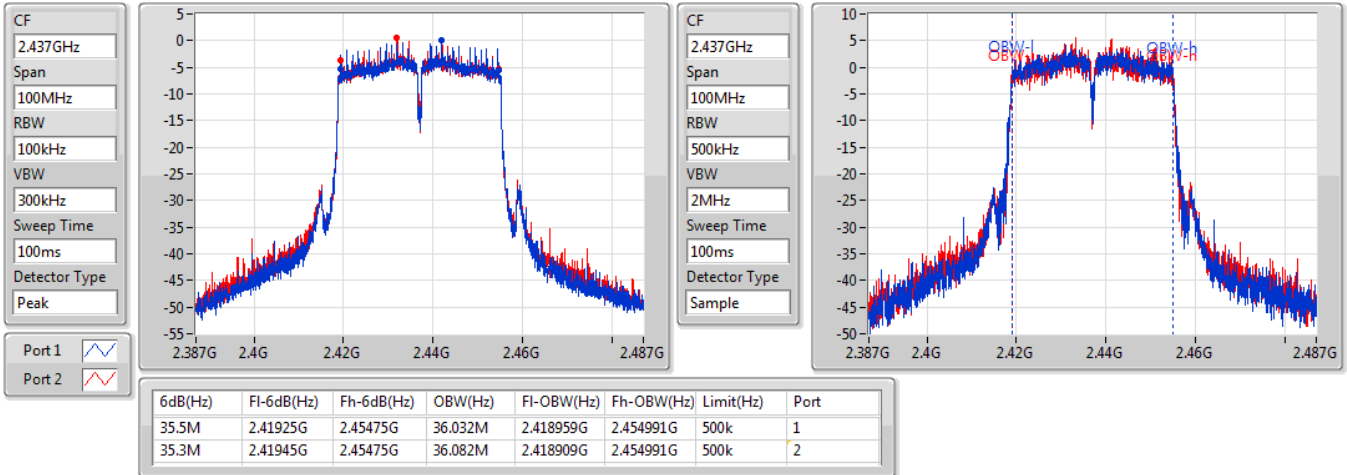 CF
2.437GHz
Span
100MHz
RBW
100kHz
VBW
300kHz
Sweep Time
100ms
Detector Type
Peak
Port 1
Port 2
5
0
-5
-10
-15
-20
-25
-30
-35
-40
-45
-50
-55
2.387G 2.4G 2.42G 2.44G 2.46G 2.487G
CF
2.437GHz
Span
100MHz
RBW
500kHz
VBW
2MHz
Sweep Time
100ms
Detector Type
Sample
10
5
0
-5
-10
-15
-20
-25
-30
-35
-40
-45
-50
OBW-l OBW-h
2.387G 2.4G 2.42G 2.44G 2.46G 2.487G
6dB(Hz) Fl-6dB(Hz) Fh-6dB(Hz) OBW(Hz) Fl-OBW(Hz) Fh-OBW(Hz) Limit(Hz) Port
35.5M 2.41925G 2.45475G 36.032M 2.418959G 2.454991G 500k 1
35.3M 2.41945G 2.45475G 36.082M 2.418909G 2.454991G 500k 2